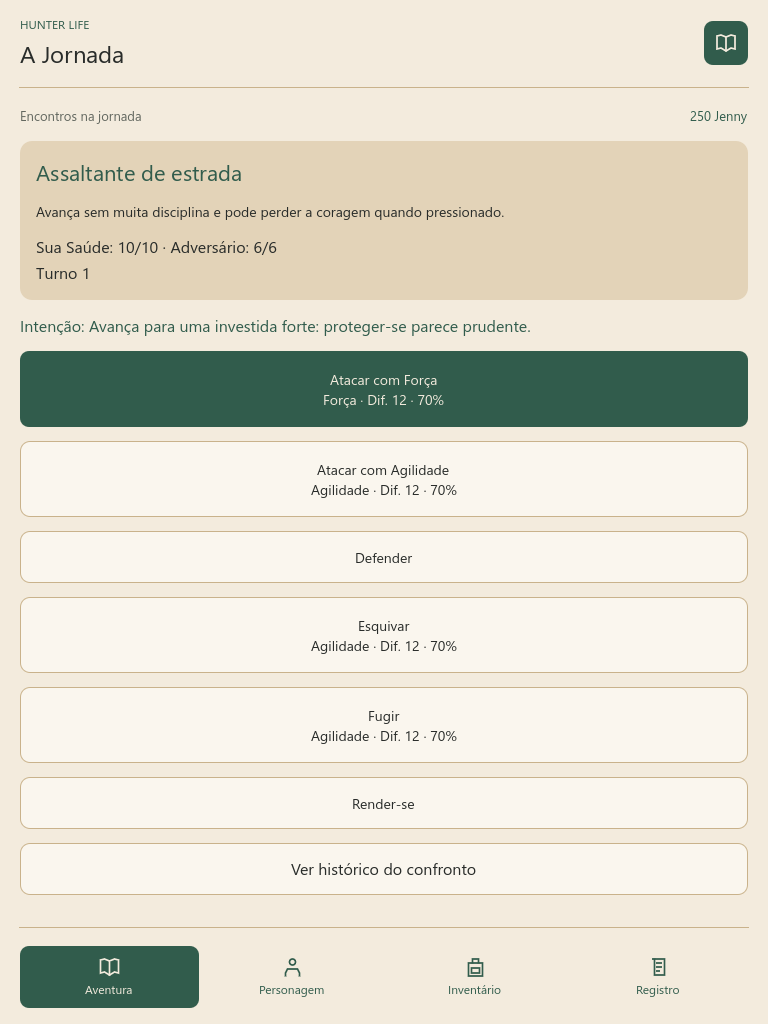 HUNTER LIFE
A Jornada
Encontros na jornada
250 Jenny
Assaltante de estrada
Avança sem muita disciplina e pode perder a coragem quando pressionado.
Sua Saúde: 10/10 · Adversário: 6/6
Turno 1
Intenção: Avança para uma investida forte: proteger-se parece prudente.
Atacar com Força
Força · Dif. 12 · 70%
Atacar com Agilidade
Agilidade · Dif. 12 · 70%
Defender
Esquivar
Agilidade · Dif. 12 · 70%
Fugir
Agilidade · Dif. 12 · 70%
Render-se
Ver histórico do confronto
Aventura
Personagem
Inventário
Registro